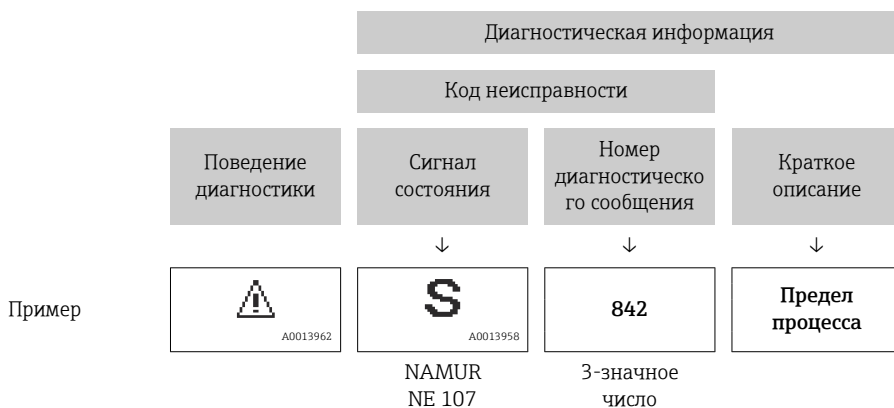 Диагностическая информация
Код неисправности
Поведение
диагностики
Сигнал
состояния
Номер
диагностическо
го сообщения
Краткое
описание
↓
↓
↓
Пример
A0013962
S
A0013958
842
Предел
процесса
NAMUR
NE 107
3-значное
число